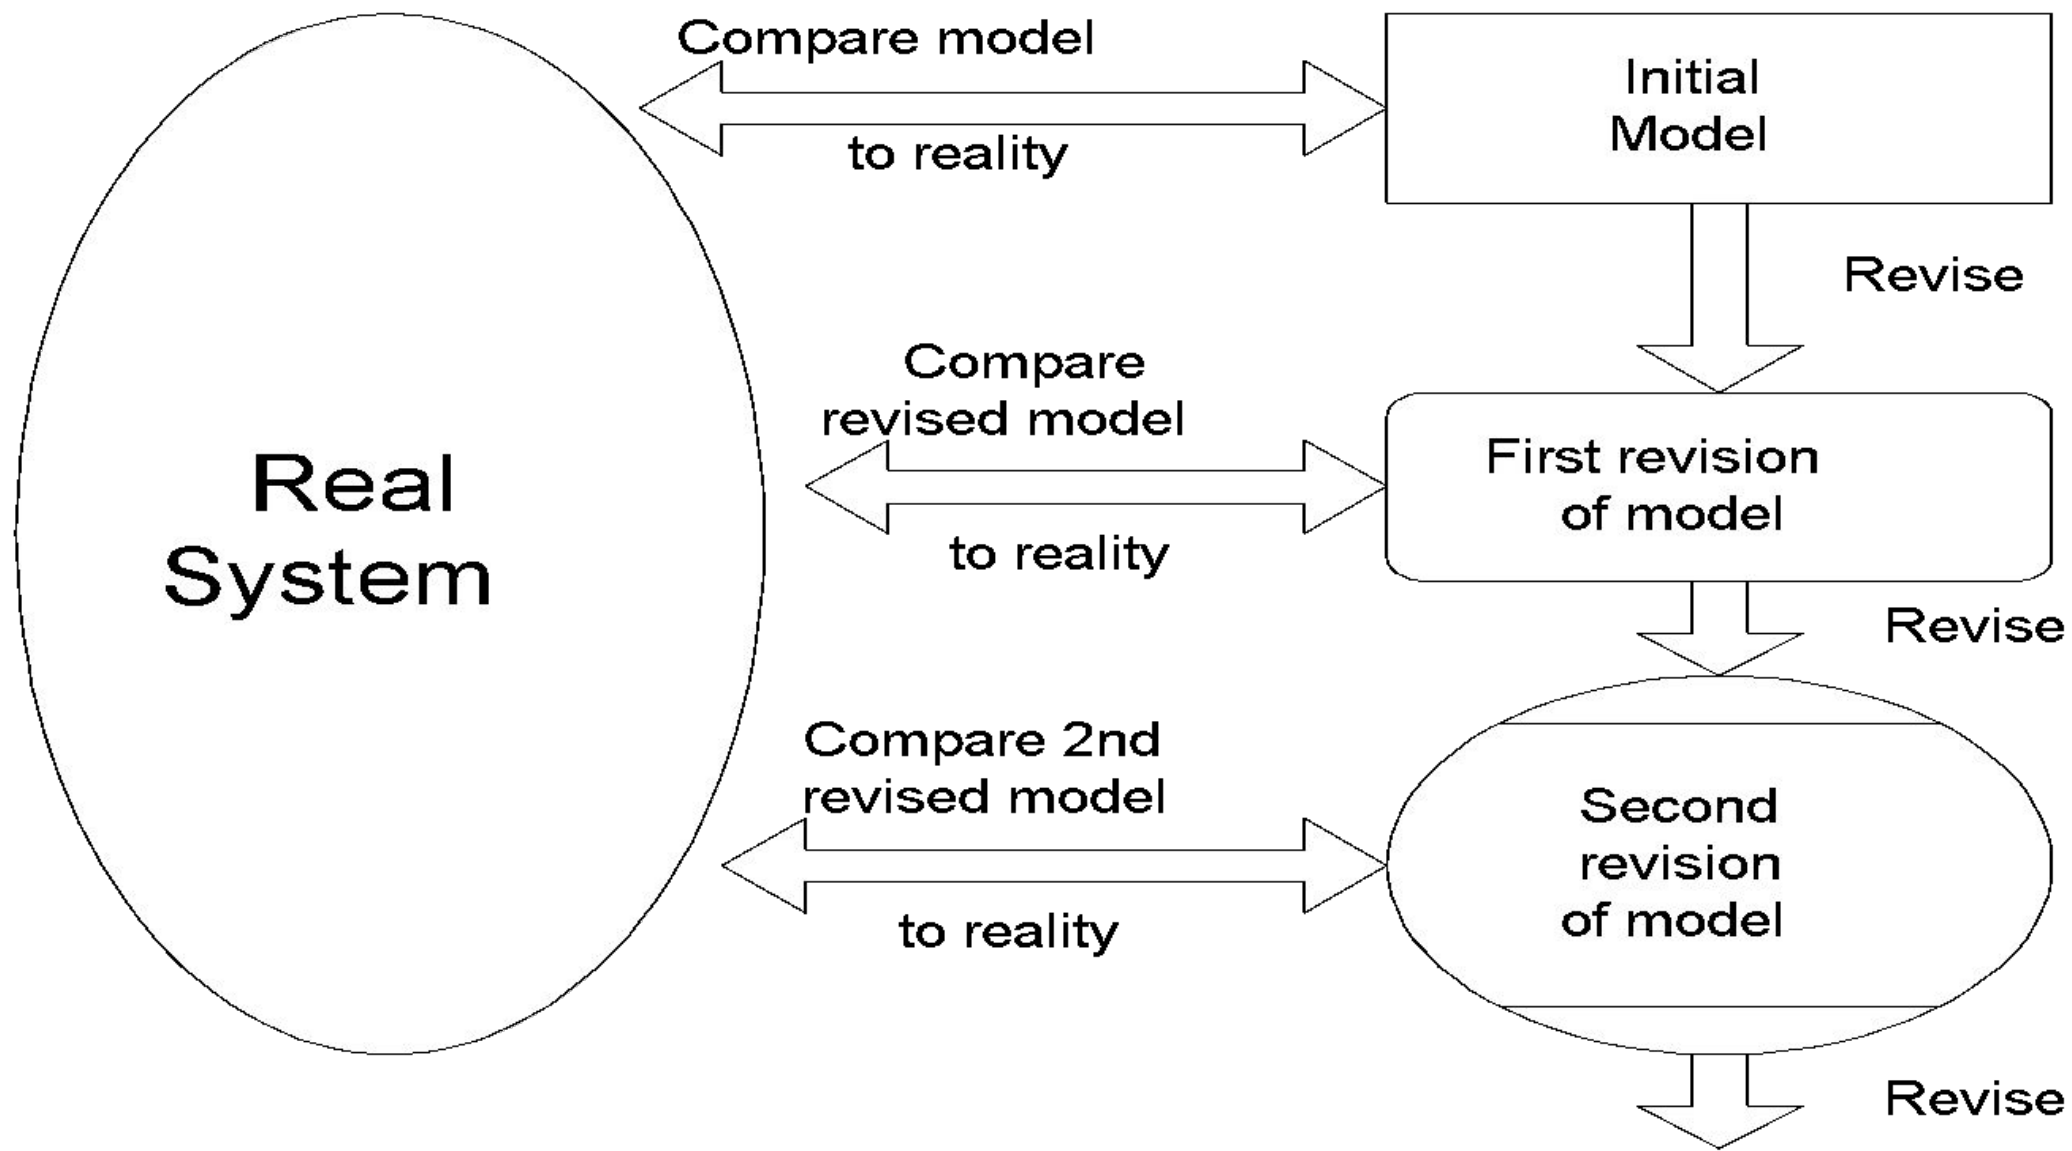 Compare model
to reality
Initial
Model
Revise
Real
System
Compare
revised model
to reality
First revision
of model
Revise
Compare 2nd
revised model
to reality
Second
revision
of model
Revise